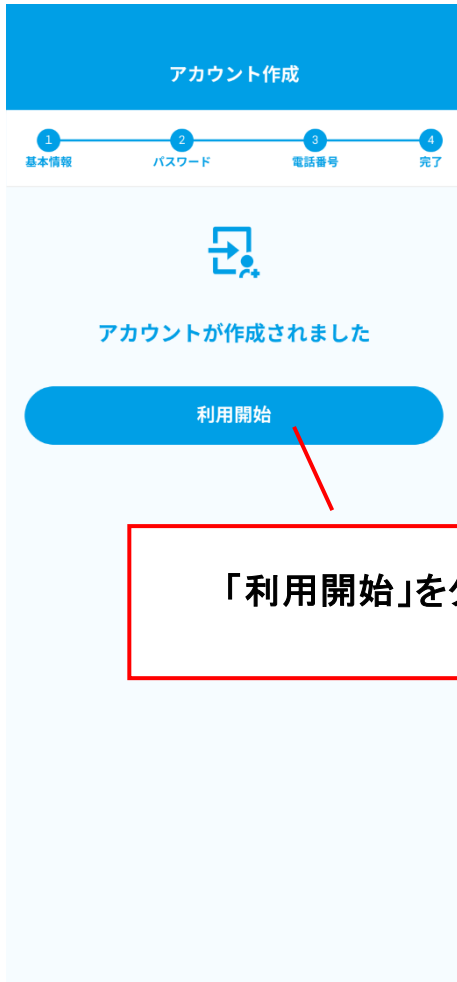 アカウント作成
1 2 3 4
基本情報 パスワード 電話番号 完了
アカウントが作成されました
利用開始
「利用開始」を